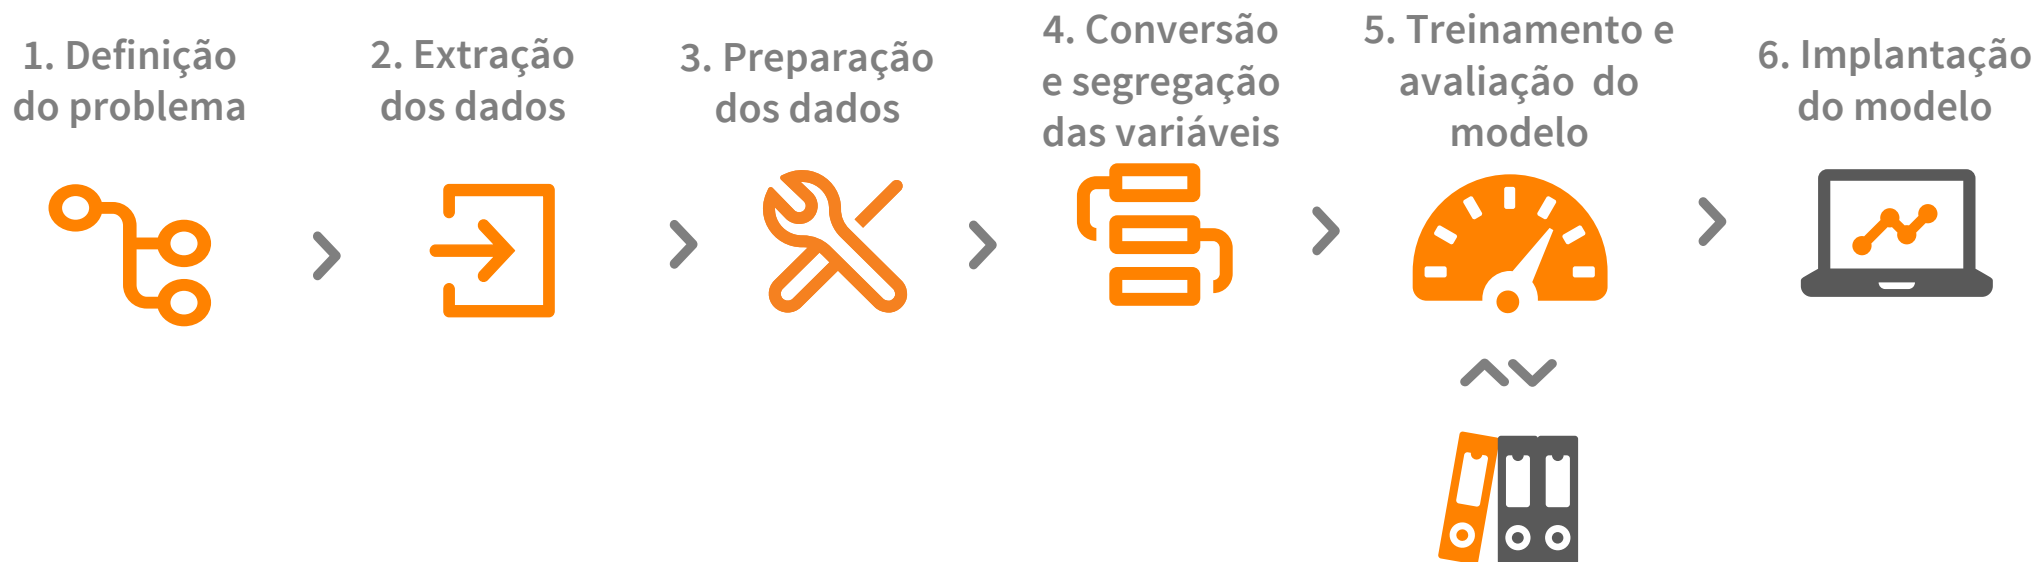 1. Definição
do problema
2. Extração
dos dados
3. Preparação
dos dados
4. Conversão
e segregação
das variáveis
5. Treinamento e
avaliação  do
modelo
6. Implantação
do modelo